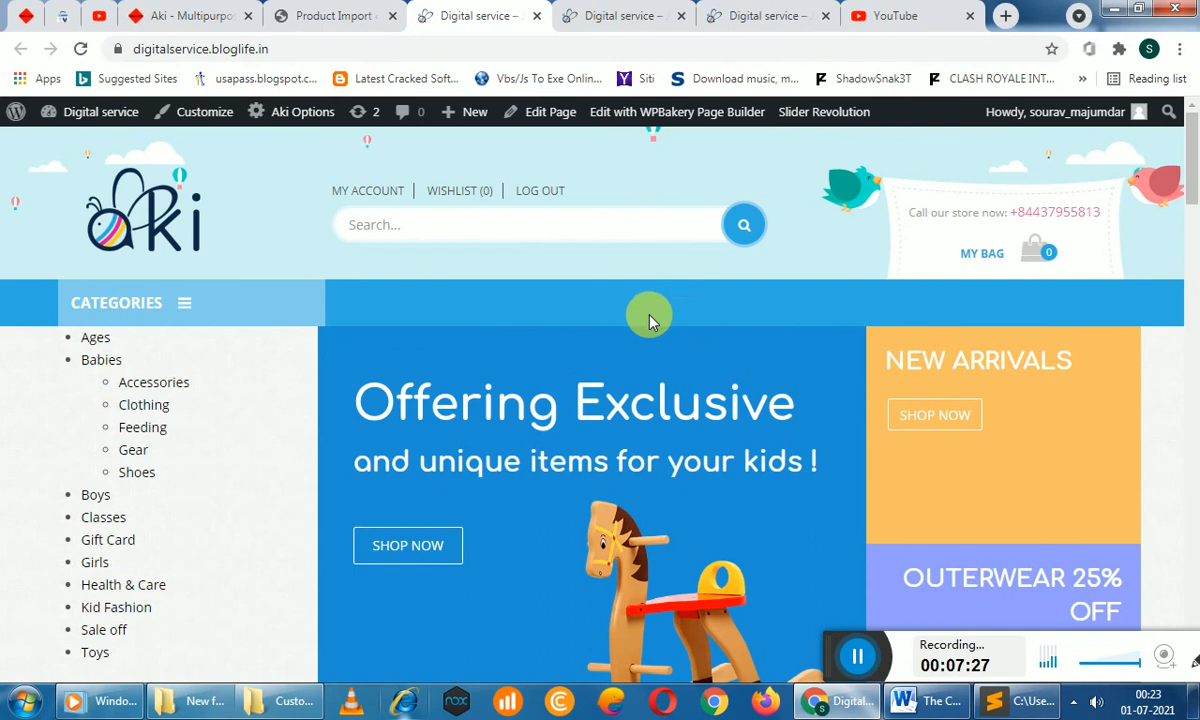 Aki - Multipurpo
Product Import
Digital service –
Digital service –
Digital service –
YouTube
digitalservice.bloglife.in
S
Apps
Suggested Sites
usapass.blogspot.c...
Latest Cracked Soft...
Vbs/Js To Exe Onlin...
Siti
Download music, m...
ShadowSnak3T
CLASH ROYALE INT...
»
Reading list
Digital service
Customize
Aki Options
2
0
New
Edit Page
Edit with WPBakery Page Builder
Slider Revolution
Howdy, sourav_majumdar
aki
MY ACCOUNT
WISHLIST (0)
LOG OUT
Search...
Call our store now: +84437955813
MY BAG
0
CATEGORIES
Ages
Babies
Accessories
Clothing
Feeding
Gear
Shoes
Boys
Classes
Gift Card
Girls
Health & Care
Kid Fashion
Sale off
Toys
Offering Exclusive
and unique items for your kids !
SHOP NOW
NEW ARRIVALS
SHOP NOW
OUTERWEAR 25%
OFF
Recording...
00:07:27
Windo...
New f...
Custo...
nox
Digital...
The C...
C:\Use...
00:23
01-07-2021